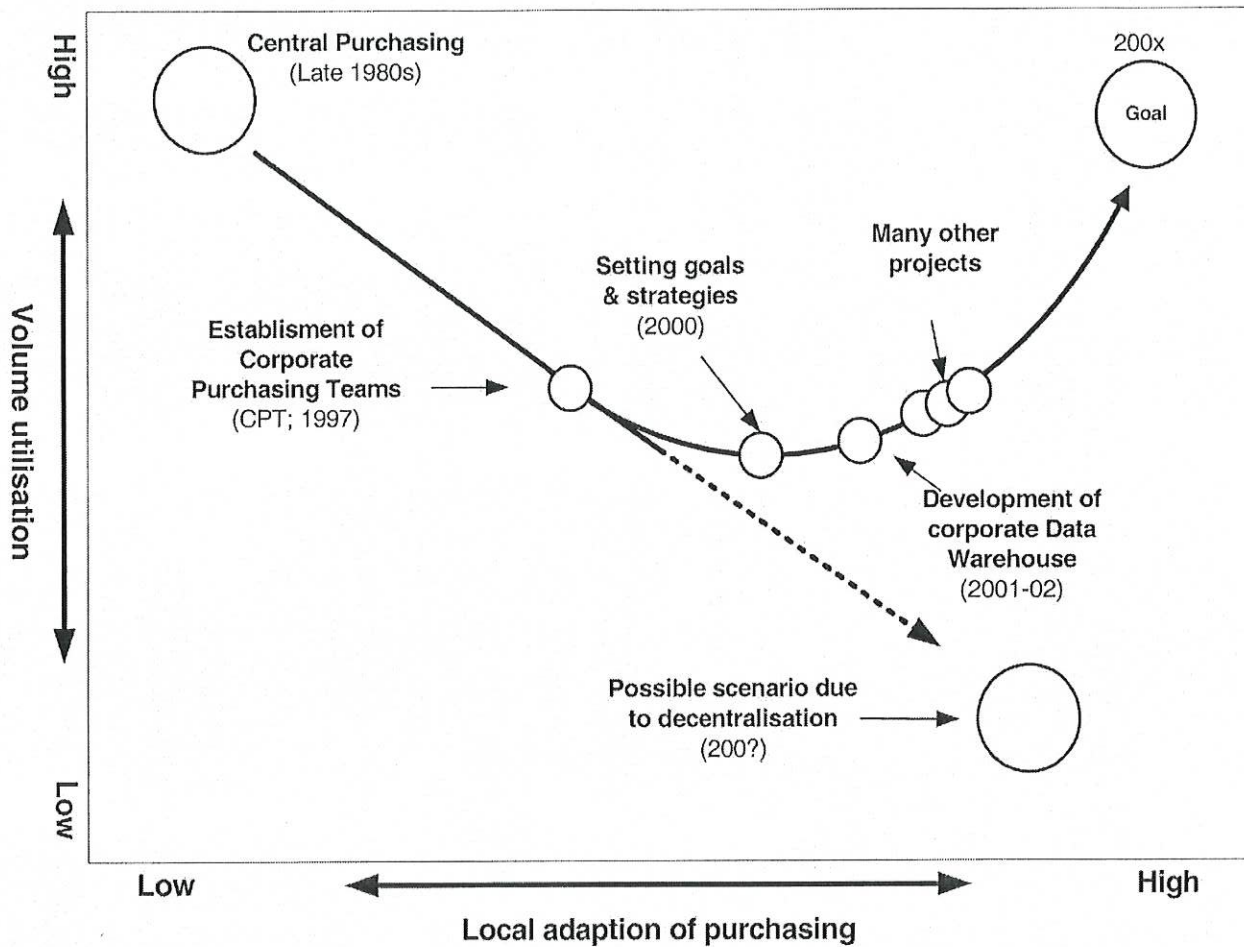 High
Central Purchasing
(Late 1980s)
200x
Goal
Many other
projects
Setting goals
& strategies
(2000)
Volume utilisation
Establisment of
Corporate
Purchasing Teams
(CPT; 1997)
Development of
corporate Data
Warehouse
(2001-02)
Possible scenario due
to decentralisation
(200?)
Low
Low
High
Local adaption of purchasing